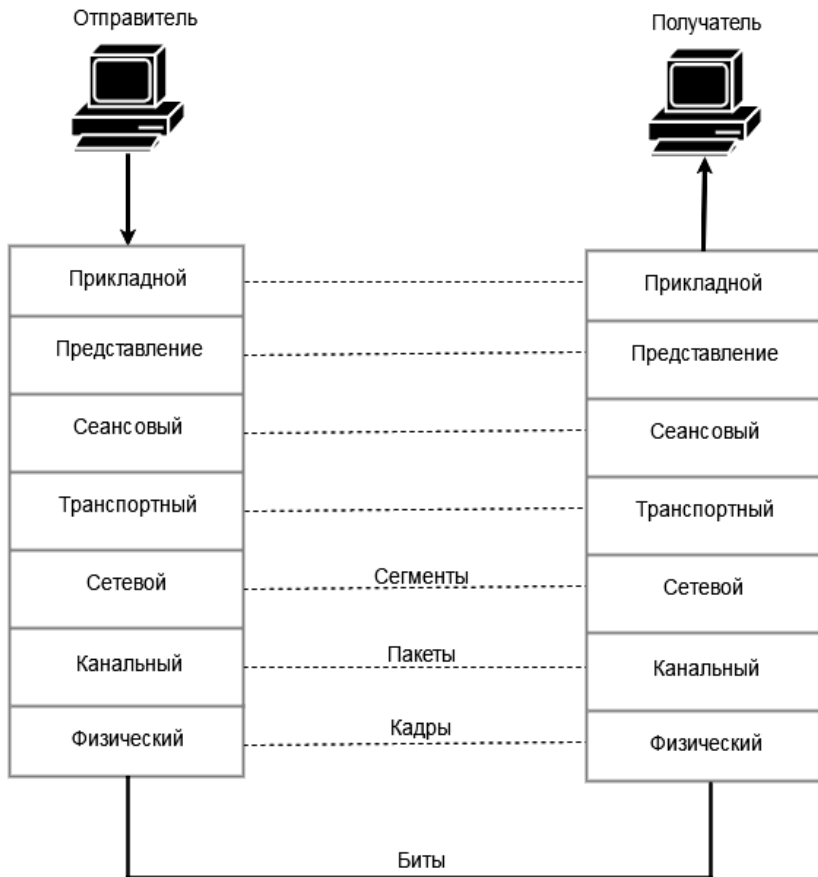 Отправитель
Получатель
Прикладной
Прикладной
Представление
Представление
Сеансовый
Сеансовый
Транспортный
Транспортный
Сетевой
Сегменты
Сетевой
Канальный
Пакеты
Канальный
Физический
Кадры
Физический
Биты